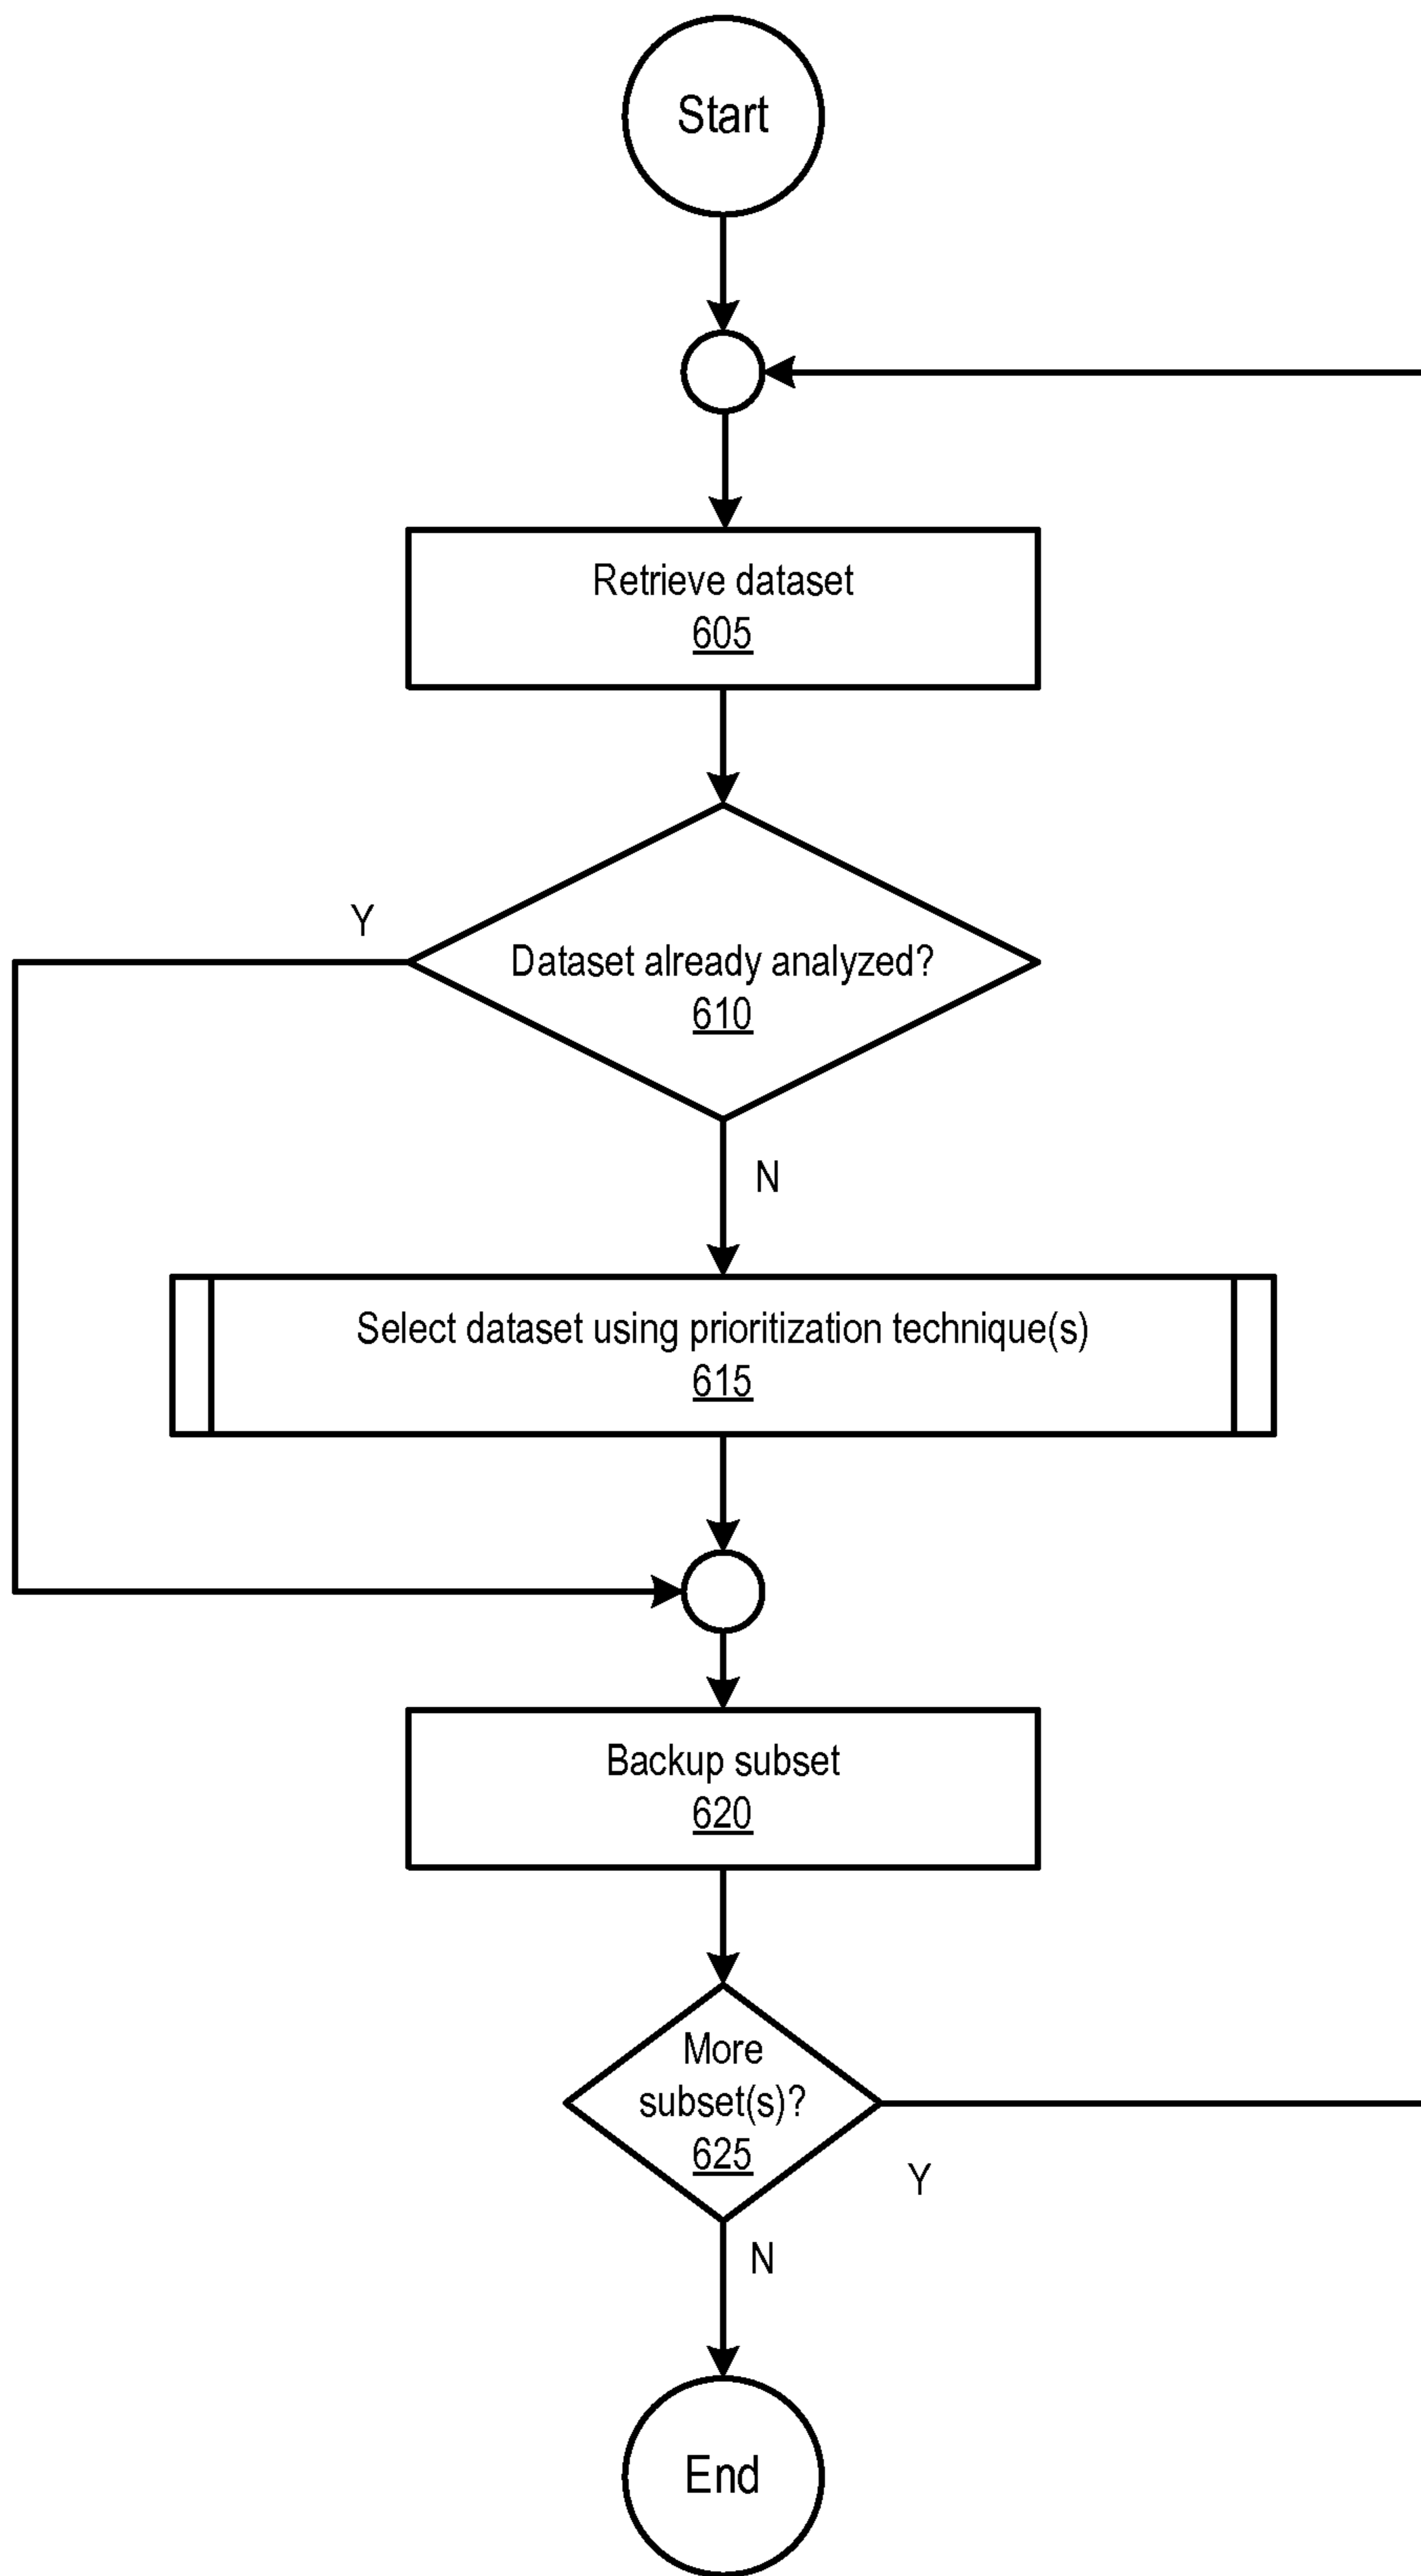 Start
Retrieve dataset
605
Y
Dataset already analyzed?
610
N
Select dataset using prioritization technique(s)
615
Backup subset
620
More
subset(s)?
625
Y
N
End